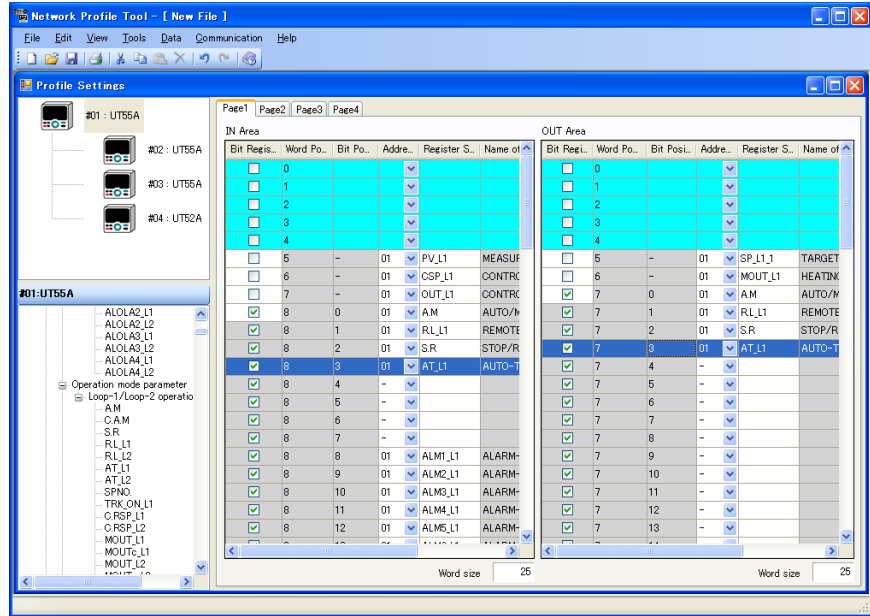 Network Profile Tool - [ New File ]
File Edit View Tools Data Communication Help
Profile Settings
#01 : UT55A
#02 : UT55A
#03 : UT55A
#04 : UT52A
#01:UT55A
ALOLA2_L1
ALOLA2_L2
ALOLA3_L1
ALOLA3_L2
ALOLA4_L1
ALOLA4_L2
Operation mode parameter
Loop-1/Loop-2 operatio
A.M
C.A.M
S.R
R.L_L1
R.L_L2
AT_L1
AT_L2
SPNO.
TRK_ON_L1
C.RSP_L1
C.RSP_L2
MOUT_L1
MOUTc_L1
MOUT_L2
Page1 Page2 Page3 Page4
IN Area
Bit Regis... Word Po... Bit Po... Addre... Register S... Name of
0
1
2
3
4
5 - 01 PV_L1 MEASUF
6 - 01 CSP_L1 CONTRC
7 - 01 OUT_L1 CONTRC
8 0 01 A.M AUTO/M
8 1 01 R.L_L1 REMOTE
8 2 01 S.R STOP/R
8 3 01 AT_L1 AUTO-T
8 4 -
8 5 -
8 6 -
8 7 -
8 8 01 ALM1_L1 ALARM-
8 9 01 ALM2_L1 ALARM-
8 10 01 ALM3_L1 ALARM-
8 11 01 ALM4_L1 ALARM-
8 12 01 ALM5_L1 ALARM-
Word size 25
OUT Area
Bit Regi... Word Po... Bit Posi... Addre... Register S... Name of
0
1
2
3
4
5 - 01 SP_L1_1 TARGET
6 - 01 MOUT_L1 HEATING
7 0 01 A.M AUTO/M
7 1 01 R.L_L1 REMOTE
7 2 01 S.R STOP/R
7 3 01 AT_L1 AUTO-T
7 4 -
7 5 -
7 6 -
7 7 -
7 8 -
7 9 -
7 10 -
7 11 -
7 12 -
7 13 -
Word size 25